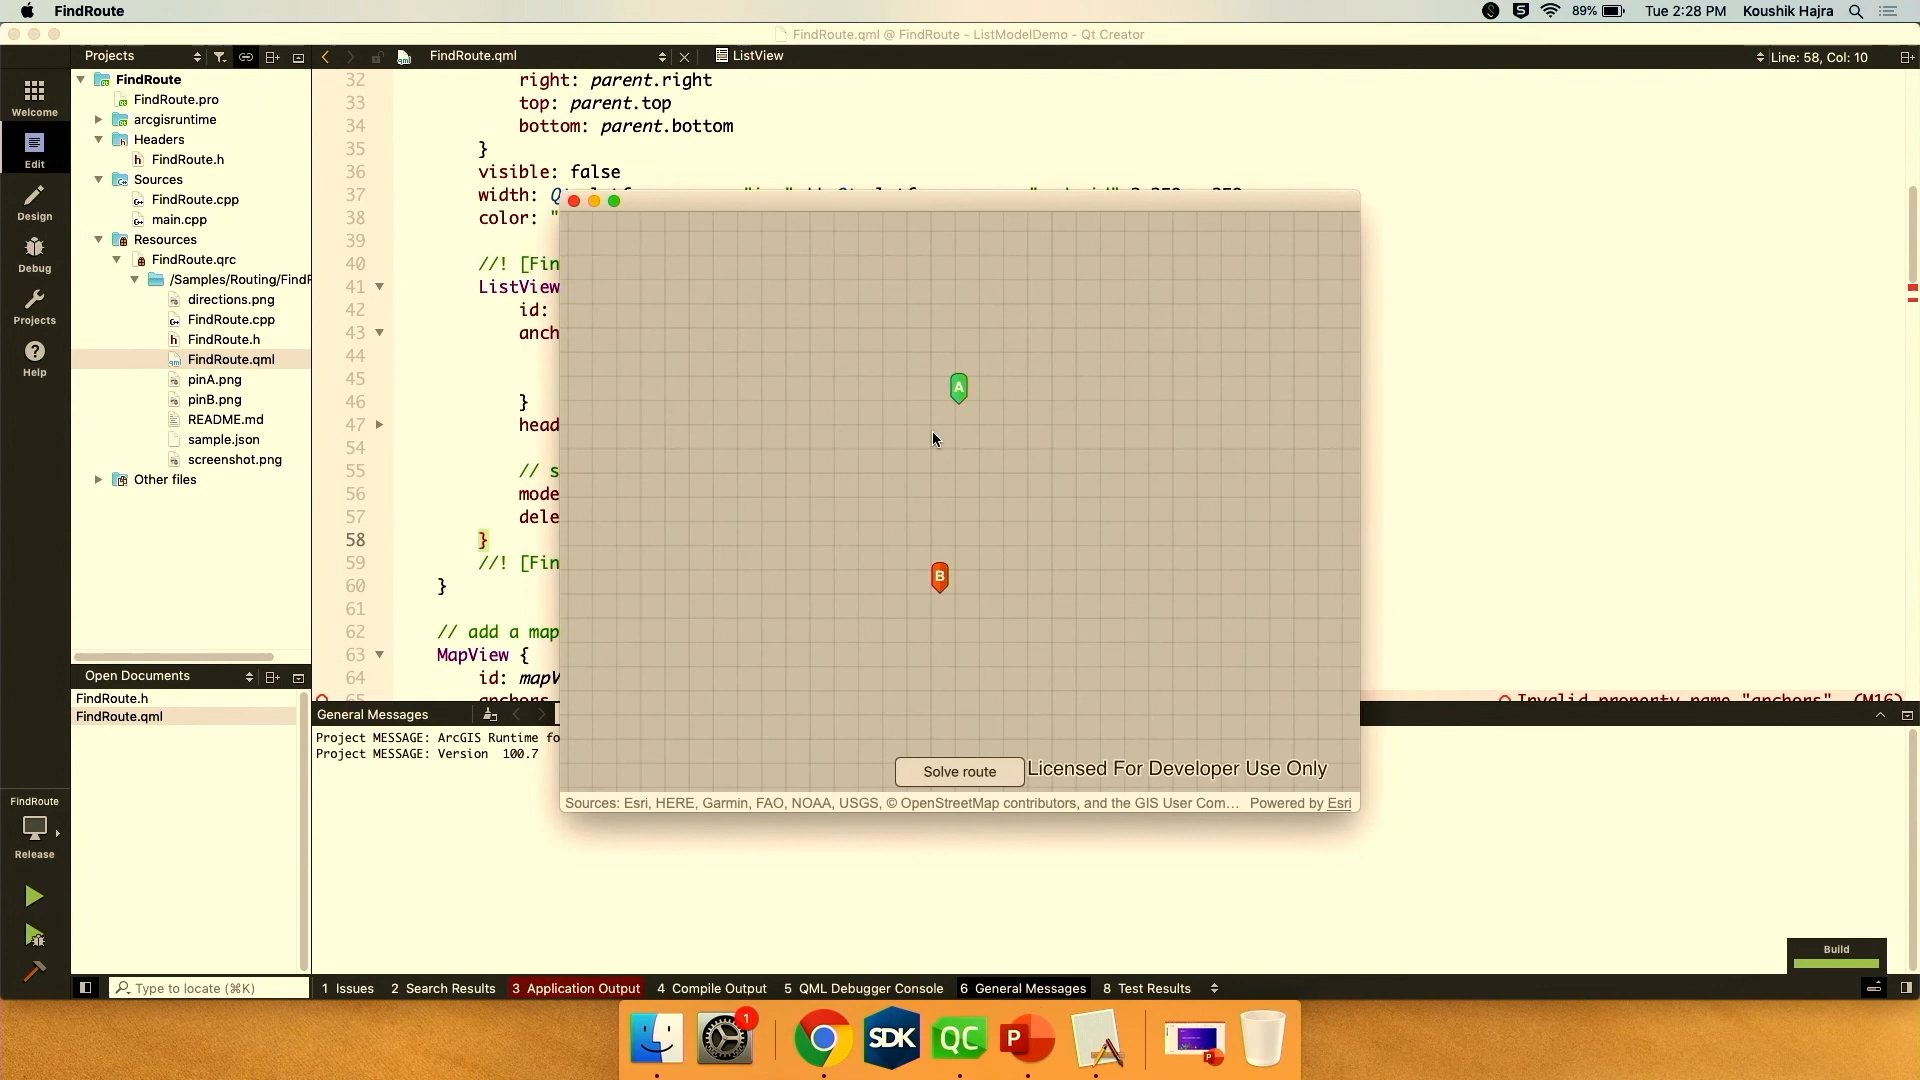 FindRoute
89%
Tue 2:28 PM
Koushik Hajra
FindRoute.qml @ FindRoute - ListModelDemo - Qt Creator
Projects
FindRoute.qml
ListView
Line: 58, Col: 10
Welcome
Edit
Design
Debug
Projects
Help
FindRoute
FindRoute.pro
arcgisruntime
Headers
FindRoute.h
Sources
FindRoute.cpp
main.cpp
Resources
FindRoute.qrc
/Samples/Routing/FindR
directions.png
FindRoute.cpp
FindRoute.h
FindRoute.qml
pinA.png
pinB.png
README.md
sample.json
screenshot.png
Other files
32 right: parent.right
33 top: parent.top
34 bottom: parent.bottom
35 }
36 visible: false
37 width: Q
38 color: "
39
40 //! [Fin
41 ListView
42 id:
43 anch
44
45
46 }
47 head
54
55 // s
56 mode
57 dele
58 }
59 //! [Fin
60 }
61
62 // add a map
63 MapView {
64 id: mapV
65 anchors
Invalid property name "anchors". (M16)
A
B
Solve route
Licensed For Developer Use Only
Sources: Esri, HERE, Garmin, FAO, NOAA, USGS, © OpenStreetMap contributors, and the GIS User Com...
Powered by Esri
Open Documents
FindRoute.h
FindRoute.qml
General Messages
Project MESSAGE: ArcGIS Runtime fo
Project MESSAGE: Version 100.7
FindRoute
Release
Build
Type to locate (⌘K)
1 Issues
2 Search Results
3 Application Output
4 Compile Output
5 QML Debugger Console
6 General Messages
8 Test Results
1
SDK
QC
P